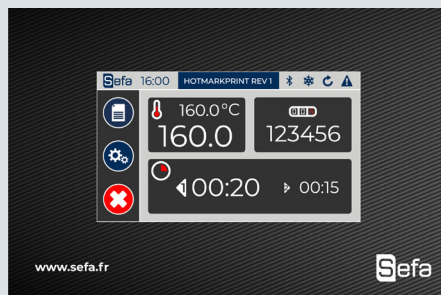 Sefa 16:00 HOTMARKPRINT REV 1
160.0°C
160.0
123456
00:20 00:15
www.sefa.fr
Sefa